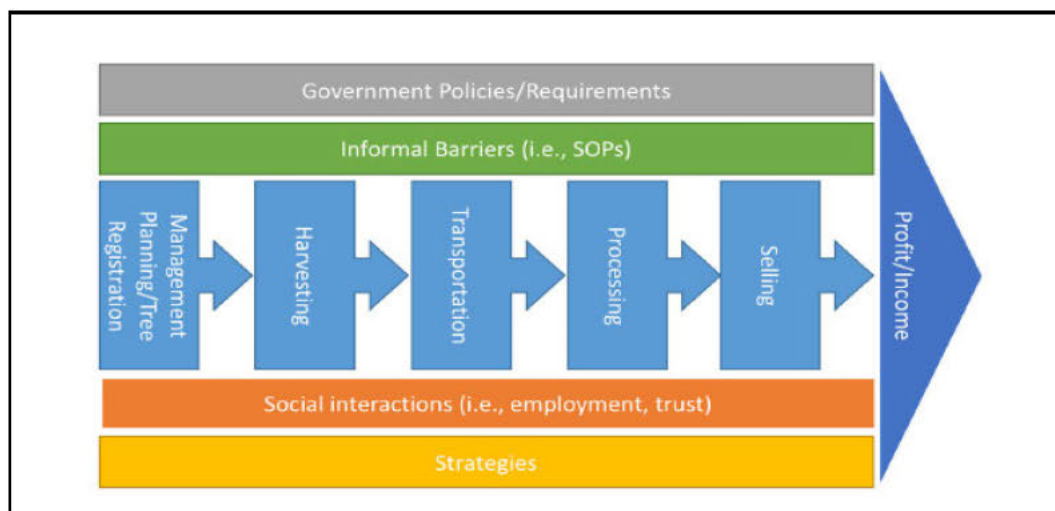 Government Policies/Requirements
Informal Barriers (i.e., SOPs)
Management
Planning/Tree
Registration
Harvesting
Transportation
Processing
Selling
Profit/Income
Social interactions (i.e., employment, trust)
Strategies